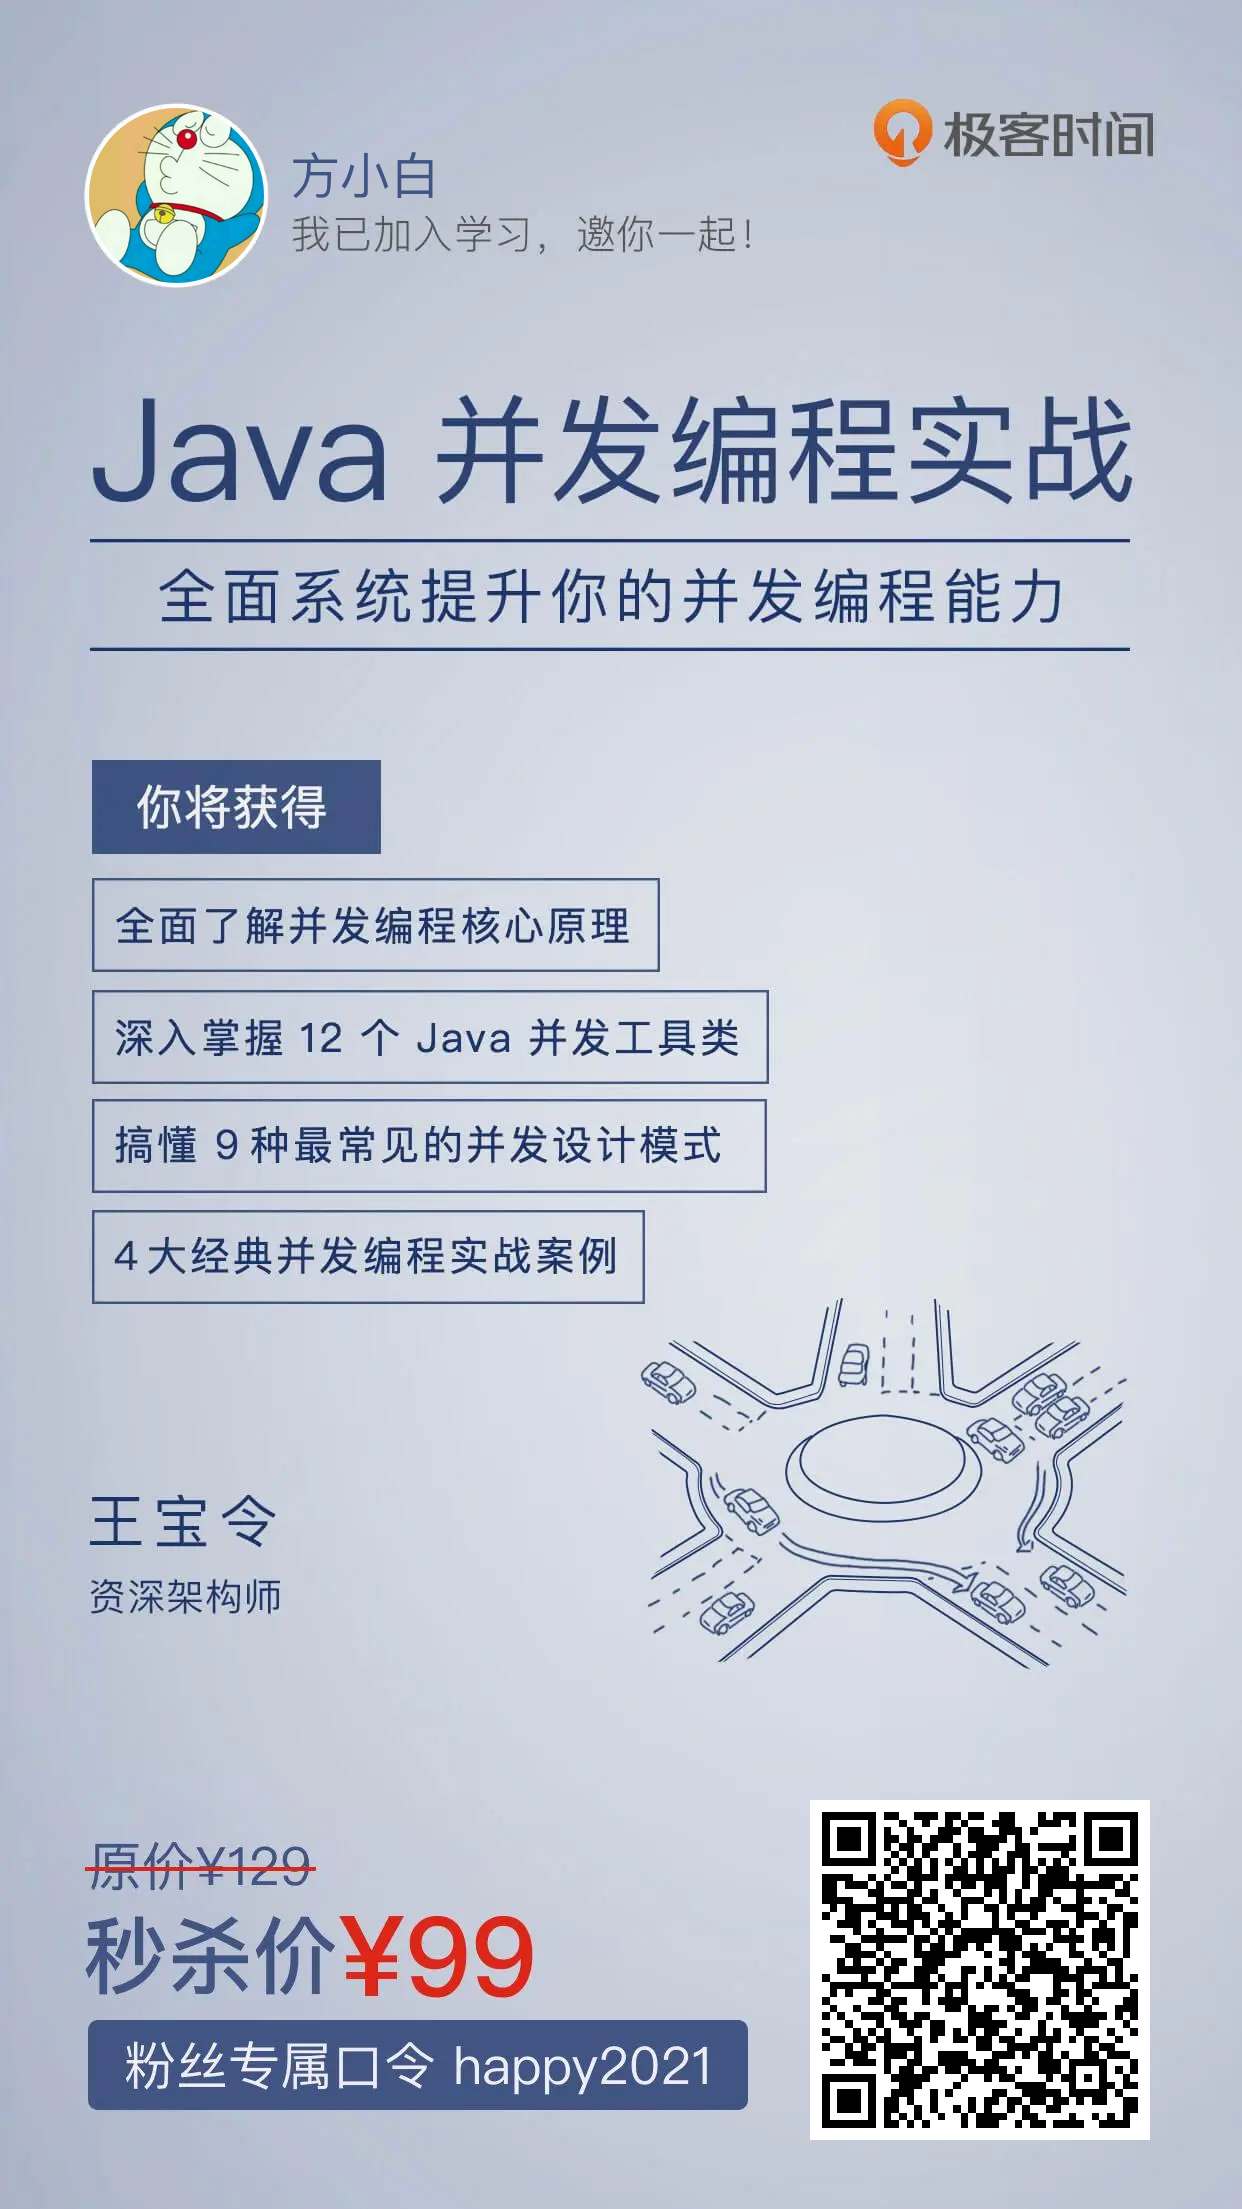 极客时间
方小白
我已加入学习，邀你一起！
Java 并发编程实战
全面系统提升你的并发编程能力
你将获得
全面了解并发编程核心原理
深入掌握 12 个 Java 并发工具类
搞懂 9 种最常见的并发设计模式
4 大经典并发编程实战案例
王宝令
资深架构师
原价¥129
秒杀价¥99
粉丝专属口令 happy2021